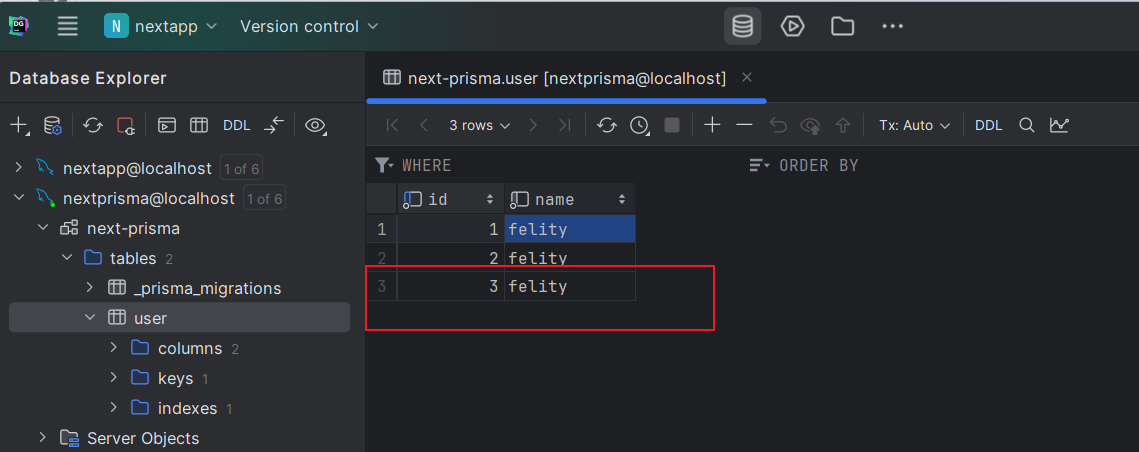 DG
N nextapp Version control
Database Explorer
next-prisma.user [nextprisma@localhost]
DDL
3 rows Tx: Auto DDL
nextapp@localhost 1 of 6
nextprisma@localhost 1 of 6
next-prisma
tables 2
_prisma_migrations
user
columns 2
keys 1
indexes 1
Server Objects
WHERE ORDER BY
id name
1 1 felity
2 2 felity
3 3 felity